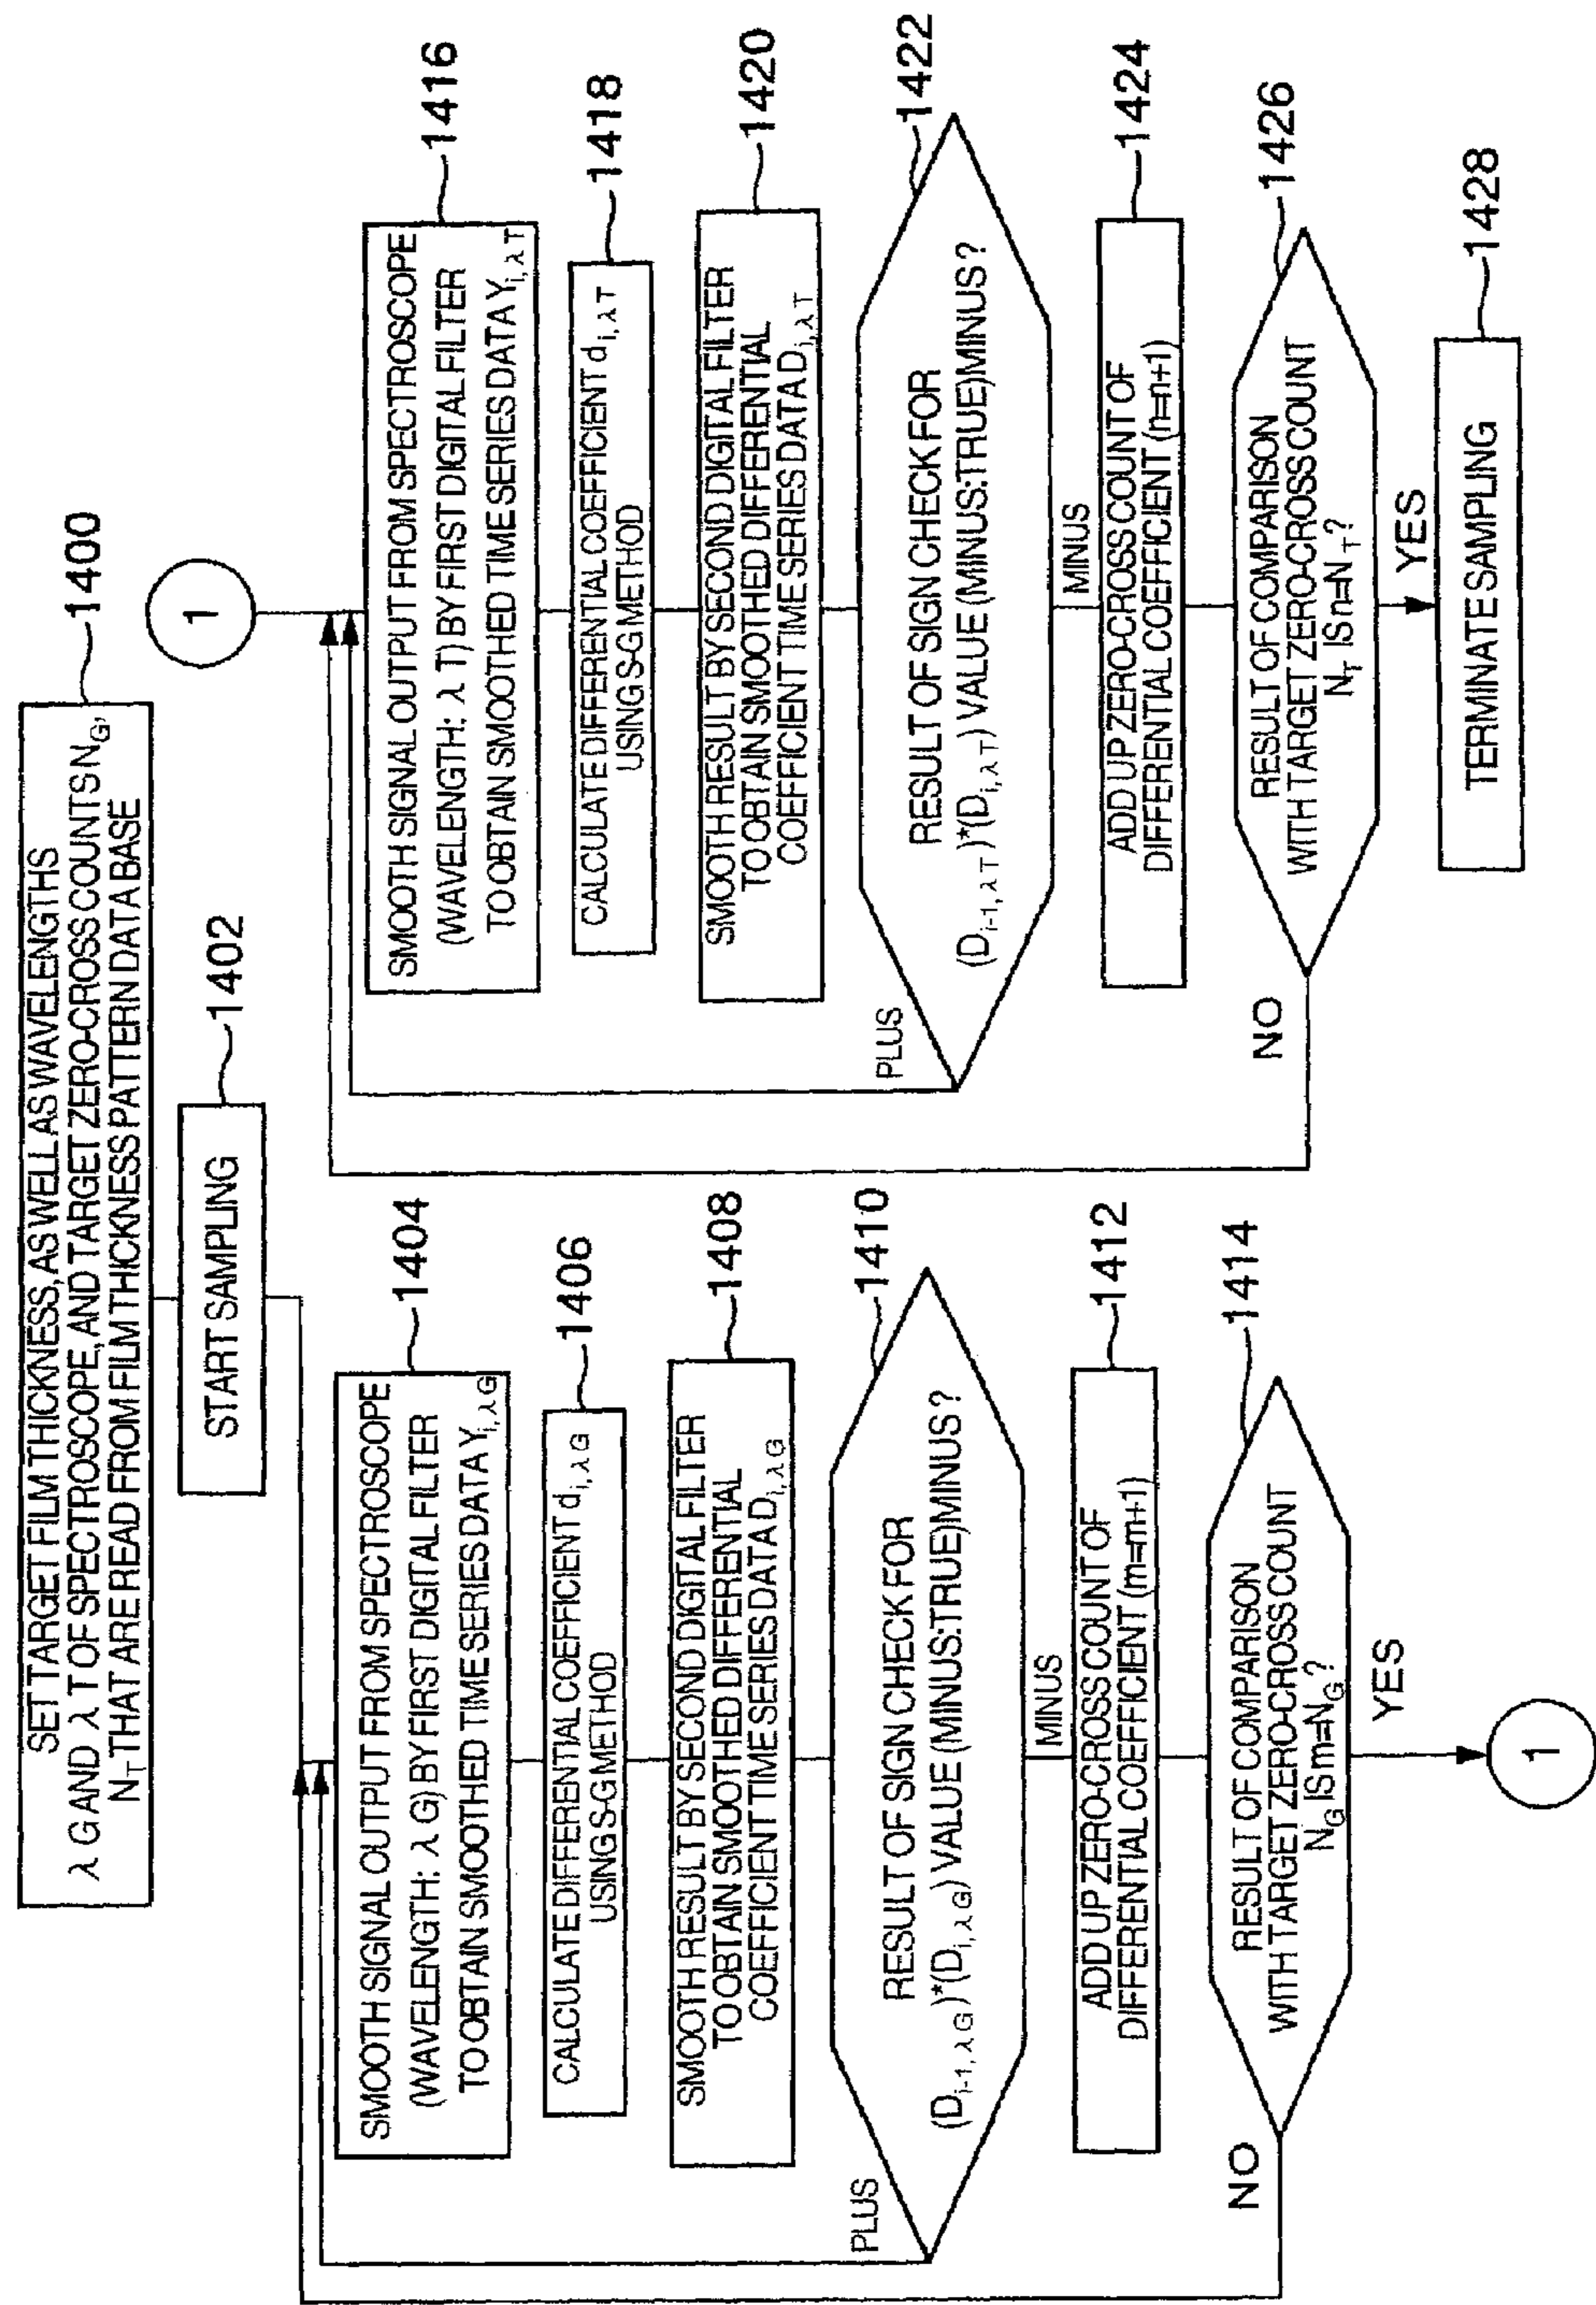 SET TARGET FILM THICKNESS, AS WELL AS WAVELENGTHS
λ G AND λ T OF SPECTROSCOPE, AND TARGET ZERO-CROSS COUNTS N_G,
N_T THAT ARE READ FROM FILM THICKNESS PATTERN DATA BASE
1400
START SAMPLING
1402
SMOOTH SIGNAL OUTPUT FROM SPECTROSCOPE
(WAVELENGTH: λ G) BY FIRST DIGITAL FILTER
TO OBTAIN SMOOTHED TIME SERIES DATA Y_i, λ G
1404
CALCULATE DIFFERENTIAL COEFFICIENT d_i, λ G
USING S-G METHOD
1406
SMOOTH RESULT BY SECOND DIGITAL FILTER
TO OBTAIN SMOOTHED DIFFERENTIAL
COEFFICIENT TIME SERIES DATA D_i, λ G
1408
RESULT OF SIGN CHECK FOR
(D_i-1, λ G)*(D_i, λ G) VALUE (MINUS:TRUE)MINUS?
1410
PLUS
MINUS
ADD UP ZERO-CROSS COUNT OF
DIFFERENTIAL COEFFICIENT (m=m+1)
1412
RESULT OF COMPARISON
WITH TARGET ZERO-CROSS COUNT
N_G IS m=N_G?
1414
NO
YES
1
1
SMOOTH SIGNAL OUTPUT FROM SPECTROSCOPE
(WAVELENGTH: λ T) BY FIRST DIGITAL FILTER
TO OBTAIN SMOOTHED TIME SERIES DATA Y_i, λ T
1416
CALCULATE DIFFERENTIAL COEFFICIENT d_i, λ T
USING S-G METHOD
1418
SMOOTH RESULT BY SECOND DIGITAL FILTER
TO OBTAIN SMOOTHED DIFFERENTIAL
COEFFICIENT TIME SERIES DATA D_i, λ T
1420
RESULT OF SIGN CHECK FOR
(D_i-1, λ T)*(D_i, λ T) VALUE (MINUS:TRUE)MINUS?
1422
PLUS
MINUS
ADD UP ZERO-CROSS COUNT OF
DIFFERENTIAL COEFFICIENT (n=n+1)
1424
RESULT OF COMPARISON
WITH TARGET ZERO-CROSS COUNT
N_T IS n=N_T?
1426
NO
YES
TERMINATE SAMPLING
1428